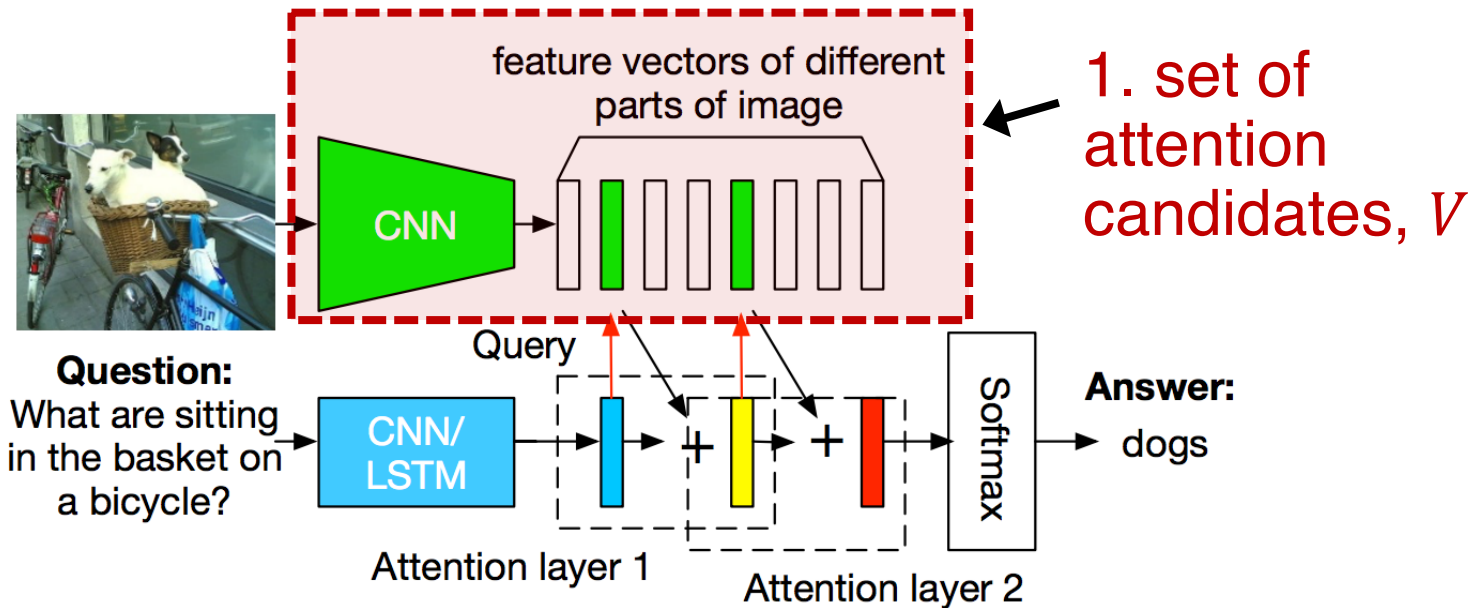 feature vectors of different
parts of image
1. set of
attention
candidates, V
CNN
Query
Question:
What are sitting
in the basket on
a bicycle?
CNN/
LSTM
Softmax
Answer:
dogs
Attention layer 1
Attention layer 2